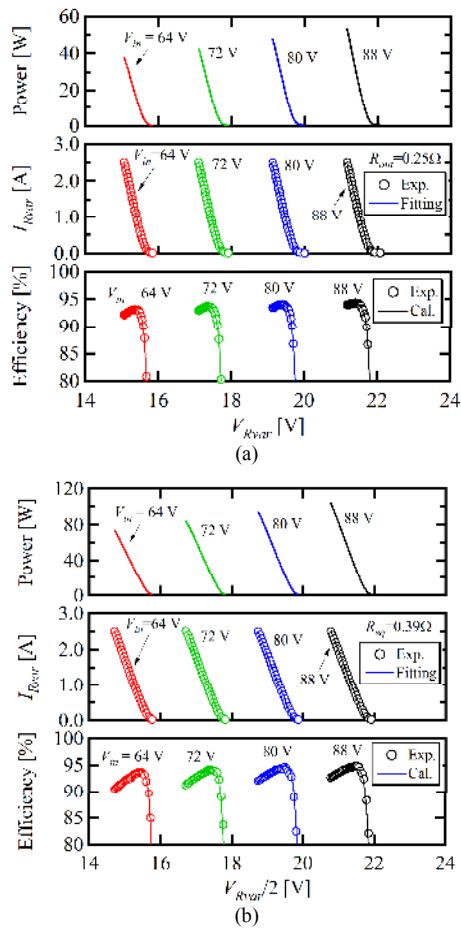 60
40
20
0
Power [W]
V_in = 64 V
72 V
80 V
88 V
3.0
2.0
1.0
0.0
I_Rvar [A]
V_in=64 V
72 V
80 V
88 V
R_out=0.25Ω
Exp.
Fitting
100
95
90
85
80
Efficiency [%]
V_in 64 V
72 V
80 V
88 V
Exp.
Cal.
14 16 18 20 22 24
V_Rvar [V]
(a)
120
80
40
0
Power [W]
V_in = 64 V
72 V
80 V
88 V
3.0
2.0
1.0
0.0
I_Rvar [A]
V_in=64 V
72 V
80 V
88 V
R_eq=0.39Ω
Exp.
Fitting
100
95
90
85
80
Efficiency [%]
V_in = 64 V
72 V
80 V
88 V
Exp.
Cal.
14 16 18 20 22 24
V_Rvar/2 [V]
(b)